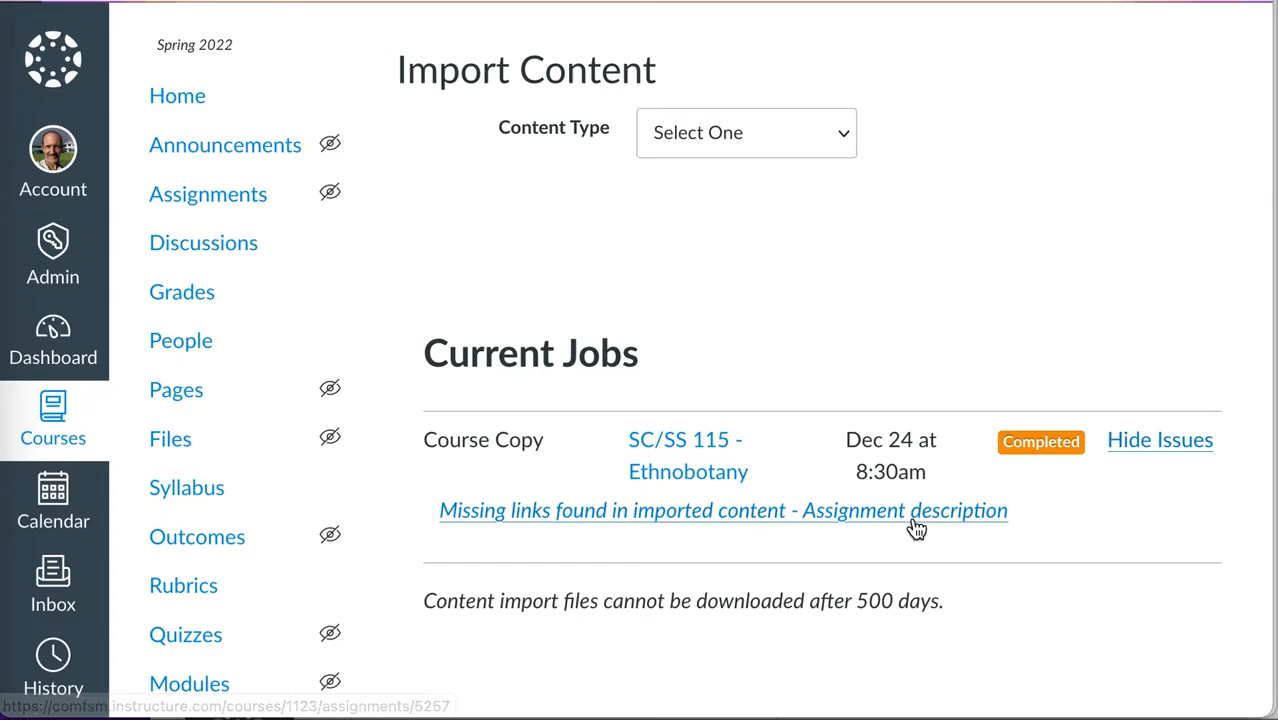 Spring 2022
Import Content
Content Type
Select One
Account
Admin
Dashboard
Courses
Calendar
Inbox
History
Home
Announcements
Assignments
Discussions
Grades
People
Pages
Files
Syllabus
Outcomes
Rubrics
Quizzes
Modules
Current Jobs
Course Copy
SC/SS 115 -
Ethnobotany
Dec 24 at
8:30am
Completed
Hide Issues
Missing links found in imported content - Assignment description
Content import files cannot be downloaded after 500 days.
https://comfsm.instructure.com/courses/1123/assignments/5257